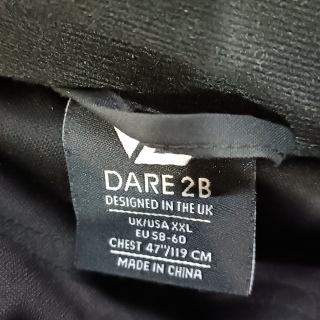 DARE 2B
DESIGNED IN THE UK
UK/USA XXL
EU 58-60
CHEST 47"/119 CM
MADE IN CHINA